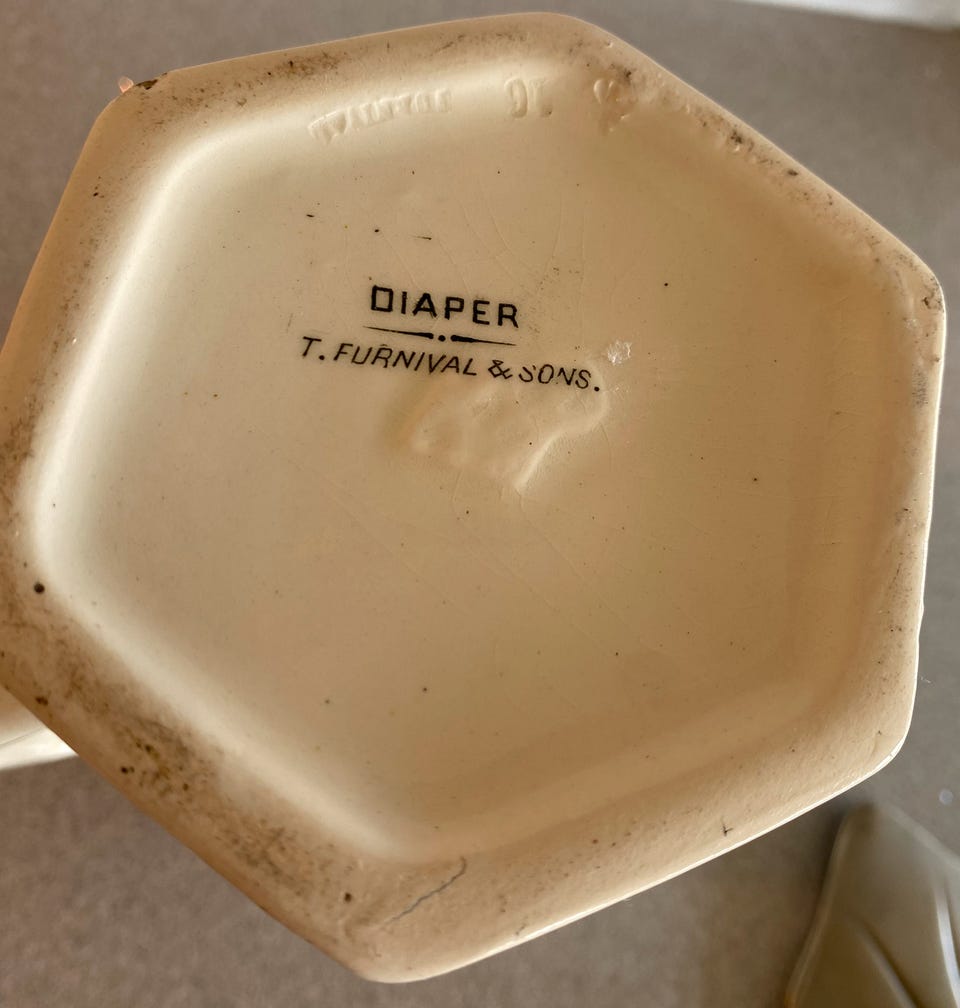 DIAPER
T. FURNIVAL & SONS.